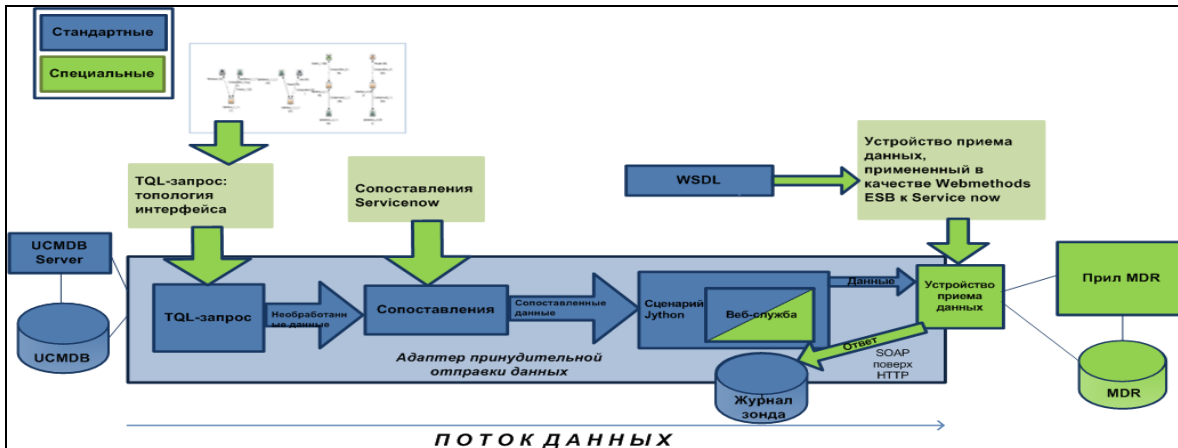 Стандартные
Специальные
TQL-запрос:
топология
интерфейса
Сопоставления
Servicenow
WSDL
Устройство приема
данных,
примененный в
качестве Webmethods
ESB к Service now
UCMDB
Server
UCMDB
TQL-запрос
Необработанн
ые данные
Сопоставления
Сопоставленные
данные
Сценарий
Jython
Веб-служба
Данные
Устройство
приема
данных
Прил MDR
MDR
Ответ
SOAP
поверх
HTTP
Адаптер принудительной
отправки данных
Журнал
зонда
ПОТОК ДАННЫХ